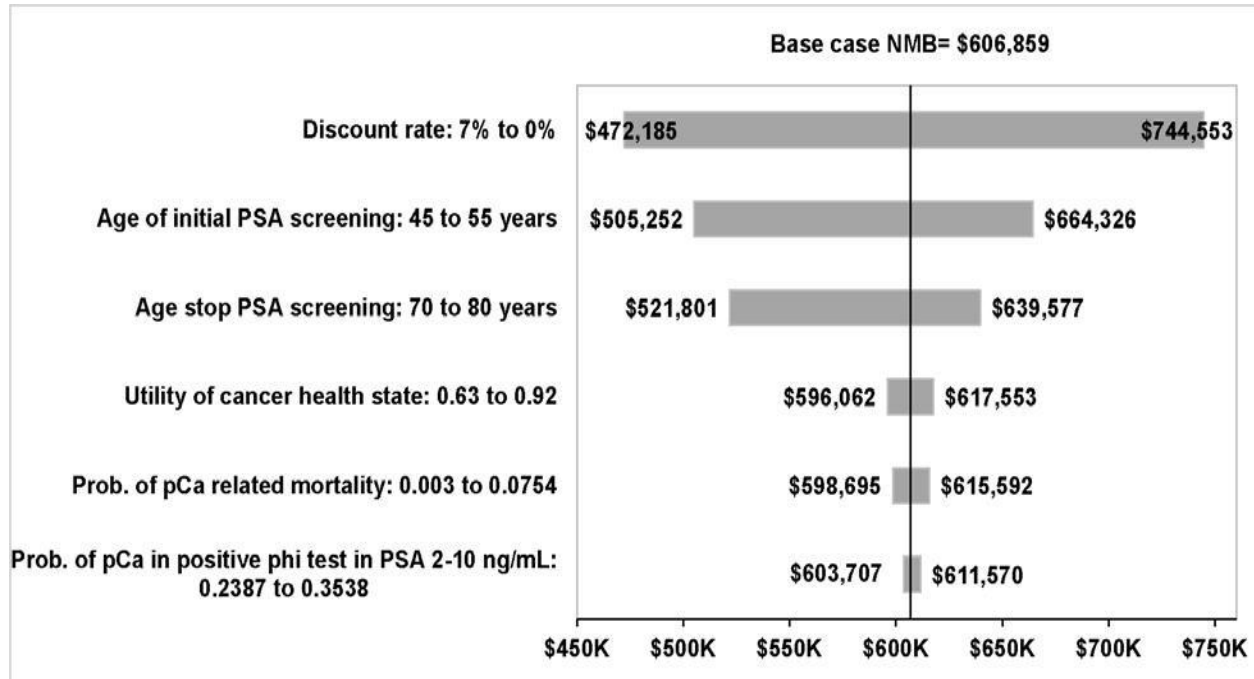 Base case NMB= $606,859
Discount rate: 7% to 0%
$472,185
$744,553
Age of initial PSA screening: 45 to 55 years
$505,252
$664,326
Age stop PSA screening: 70 to 80 years
$521,801
$639,577
Utility of cancer health state: 0.63 to 0.92
$596,062
$617,553
Prob. of pCa related mortality: 0.003 to 0.0754
$598,695
$615,592
Prob. of pCa in positive phi test in PSA 2-10 ng/mL:
0.2387 to 0.3538
$603,707
$611,570
$450K $500K $550K $600K $650K $700K $750K